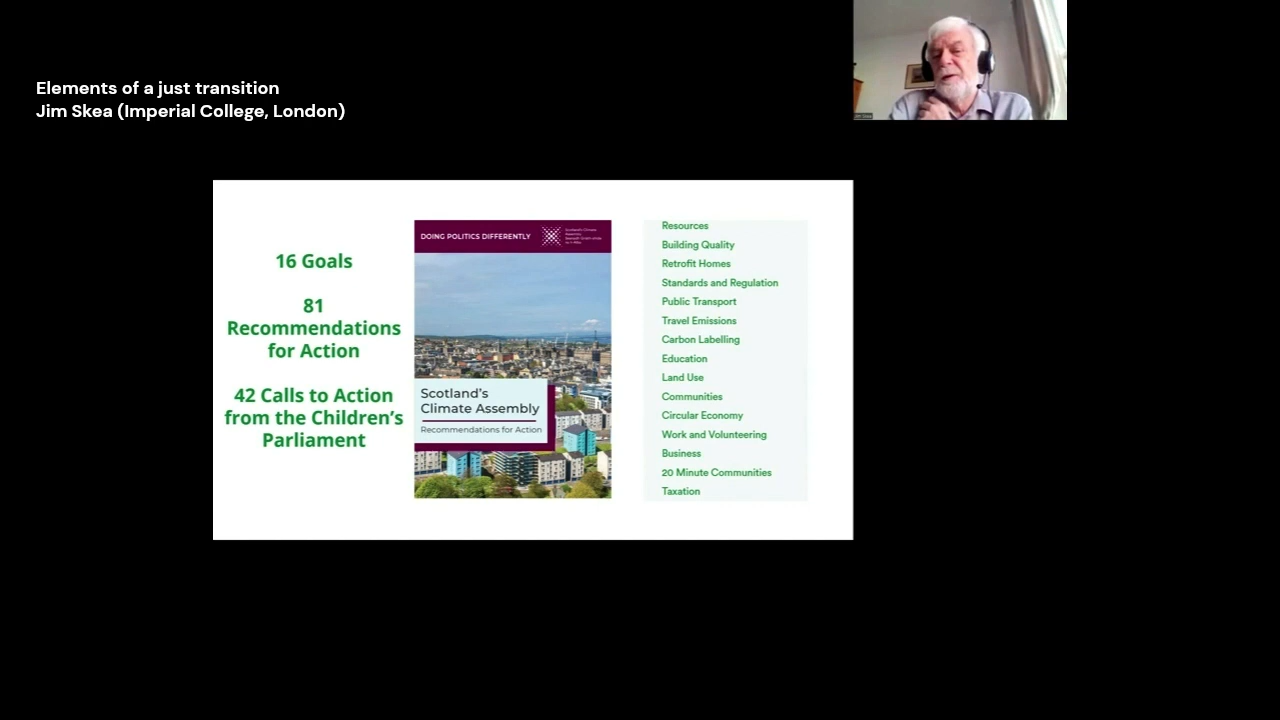 Elements of a just transition
Jim Skea (Imperial College, London)
16 Goals
81
Recommendations
for Action
42 Calls to Action
from the Children’s
Parliament
DOING POLITICS DIFFERENTLY
Scotland’s
Climate Assembly
Recommendations for Action
Resources
Building Quality
Retrofit Homes
Standards and Regulation
Public Transport
Travel Emissions
Carbon Labelling
Education
Land Use
Communities
Circular Economy
Work and Volunteering
Business
20 Minute Communities
Taxation